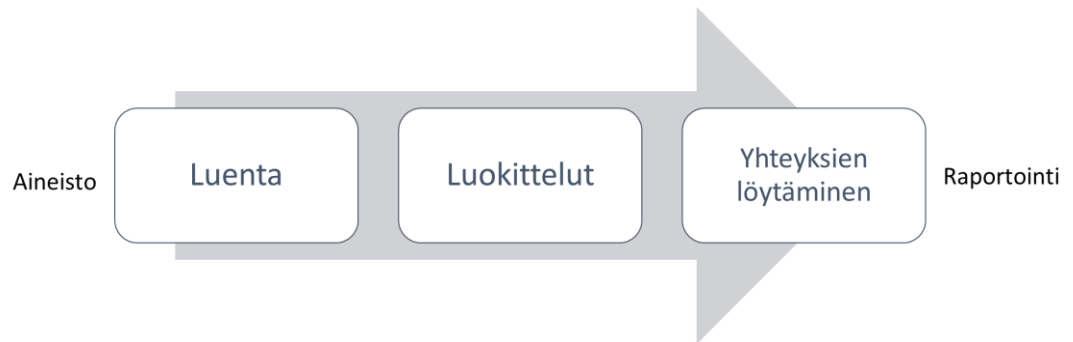 Aineisto
Luenta
Luokittelut
Yhteyksien
löytäminen
Raportointi